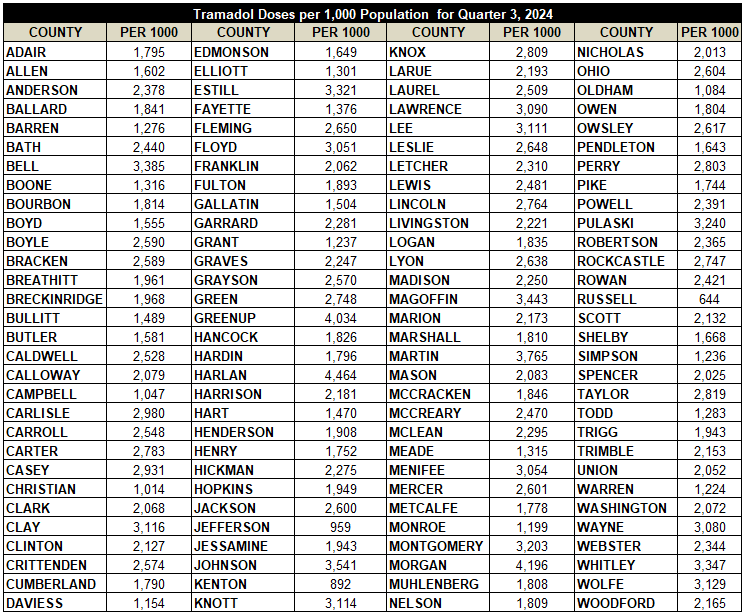 Tramadol Doses per 1,000 Population for Quarter 3, 2024
COUNTY PER 1000 COUNTY PER 1000 COUNTY PER 1000 COUNTY PER 1000
ADAIR 1,795 EDMONSON 1,649 KNOX 2,809 NICHOLAS 2,013
ALLEN 1,602 ELLIOTT 1,301 LARUE 2,193 OHIO 2,604
ANDERSON 2,378 ESTILL 3,321 LAUREL 2,509 OLDHAM 1,084
BALLARD 1,841 FAYETTE 1,376 LAWRENCE 3,090 OWEN 1,804
BARREN 1,276 FLEMING 2,650 LEE 3,111 OWSLEY 2,617
BATH 2,440 FLOYD 3,051 LESLIE 2,648 PENDLETON 1,643
BELL 3,385 FRANKLIN 2,062 LETCHER 2,310 PERRY 2,803
BOONE 1,316 FULTON 1,893 LEWIS 2,481 PIKE 1,744
BOURBON 1,814 GALLATIN 1,504 LINCOLN 2,764 POWELL 2,391
BOYD 1,555 GARRARD 2,281 LIVINGSTON 2,221 PULASKI 3,240
BOYLE 2,590 GRANT 1,237 LOGAN 1,835 ROBERTSON 2,365
BRACKEN 2,589 GRAVES 2,247 LYON 2,638 ROCKCASTLE 2,747
BREATHITT 1,961 GRAYSON 2,570 MADISON 2,250 ROWAN 2,421
BRECKINRIDGE 1,968 GREEN 2,748 MAGOFFIN 3,443 RUSSELL 644
BULLITT 1,489 GREENUP 4,034 MARION 2,173 SCOTT 2,132
BUTLER 1,581 HANCOCK 1,826 MARSHALL 1,810 SHELBY 1,668
CALDWELL 2,528 HARDIN 1,796 MARTIN 3,765 SIMPSON 1,236
CALLOWAY 2,079 HARLAN 4,464 MASON 2,083 SPENCER 2,025
CAMPBELL 1,047 HARRISON 2,181 MCCRACKEN 1,846 TAYLOR 2,819
CARLISLE 2,980 HART 1,470 MCCREARY 2,470 TODD 1,283
CARROLL 2,548 HENDERSON 1,908 MCLEAN 2,295 TRIGG 1,943
CARTER 2,783 HENRY 1,752 MEADE 1,315 TRIMBLE 2,153
CASEY 2,931 HICKMAN 2,275 MENIFEE 3,054 UNION 2,052
CHRISTIAN 1,014 HOPKINS 1,949 MERCER 2,601 WARREN 1,224
CLARK 2,068 JACKSON 2,600 METCALFE 1,778 WASHINGTON 2,072
CLAY 3,116 JEFFERSON 959 MONROE 1,199 WAYNE 3,080
CLINTON 2,127 JESSAMINE 1,943 MONTGOMERY 3,203 WEBSTER 2,344
CRITTENDEN 2,574 JOHNSON 3,541 MORGAN 4,196 WHITLEY 3,347
CUMBERLAND 1,790 KENTON 892 MUHLENBERG 1,808 WOLFE 3,129
DAVIESS 1,154 KNOTT 3,114 NELSON 1,809 WOODFORD 2,165